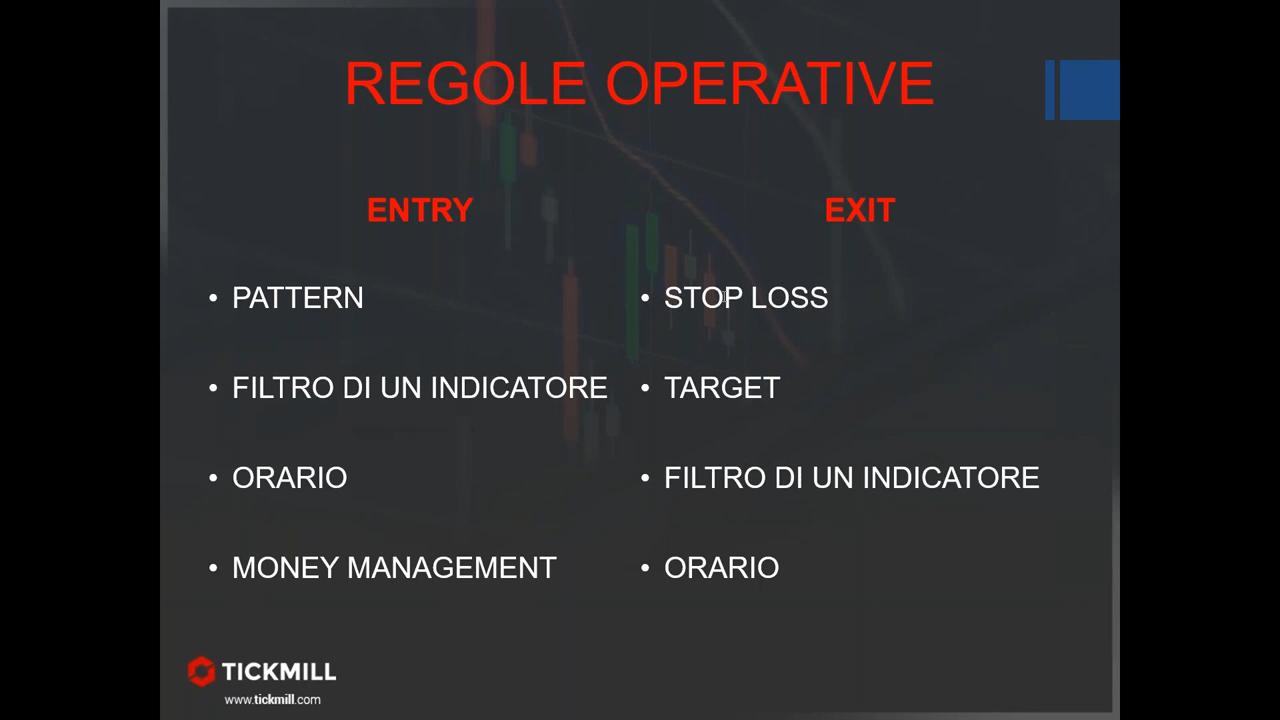 REGOLE OPERATIVE
ENTRY
• PATTERN
• FILTRO DI UN INDICATORE
• ORARIO
• MONEY MANAGEMENT
EXIT
• STOP LOSS
• TARGET
• FILTRO DI UN INDICATORE
• ORARIO
TICKMILL
www.tickmill.com